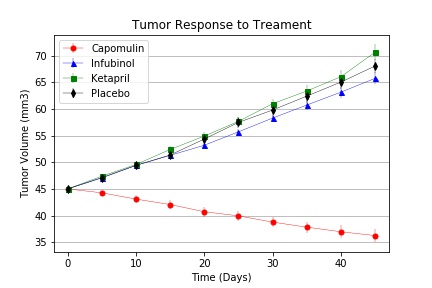 Tumor Response to Treament
Capomulin
Infubinol
Ketapril
Placebo
Tumor Volume (mm3)
70
65
60
55
50
45
40
35
0 10 20 30 40
Time (Days)